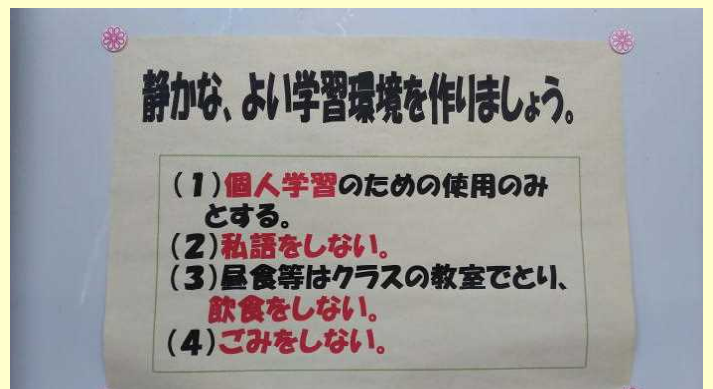 静かな、よい学習環境を作りましょう。
(1)個人学習のための使用のみ
とする。
(2)私語をしない。
(3)昼食等はクラスの教室でとり、
飲食をしない。
(4)ごみをしない。